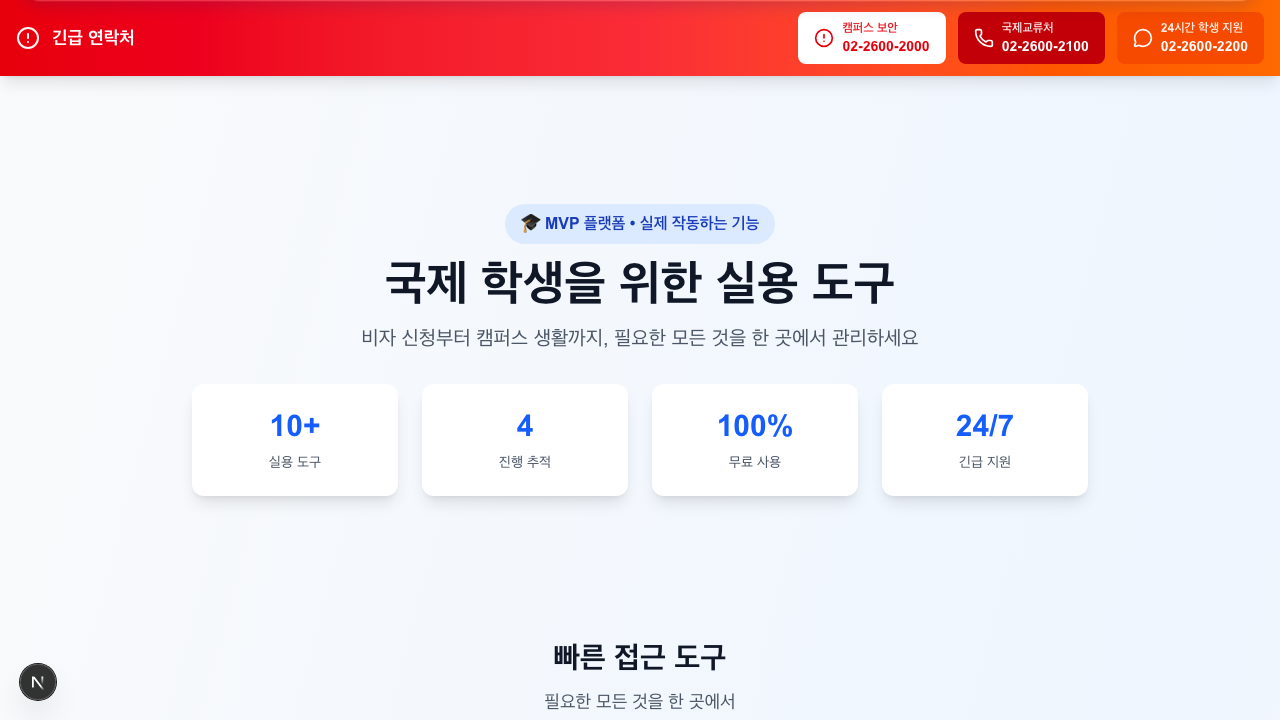 긴급 연락처
캠퍼스 보안
02-2600-2000
국제교류처
02-2600-2100
24시간 학생 지원
02-2600-2200
🎓 MVP 플랫폼 • 실제 작동하는 기능
국제 학생을 위한 실용 도구
비자 신청부터 캠퍼스 생활까지, 필요한 모든 것을 한 곳에서 관리하세요
10+
실용 도구
4
진행 추적
100%
무료 사용
24/7
긴급 지원
빠른 접근 도구
필요한 모든 것을 한 곳에서
N